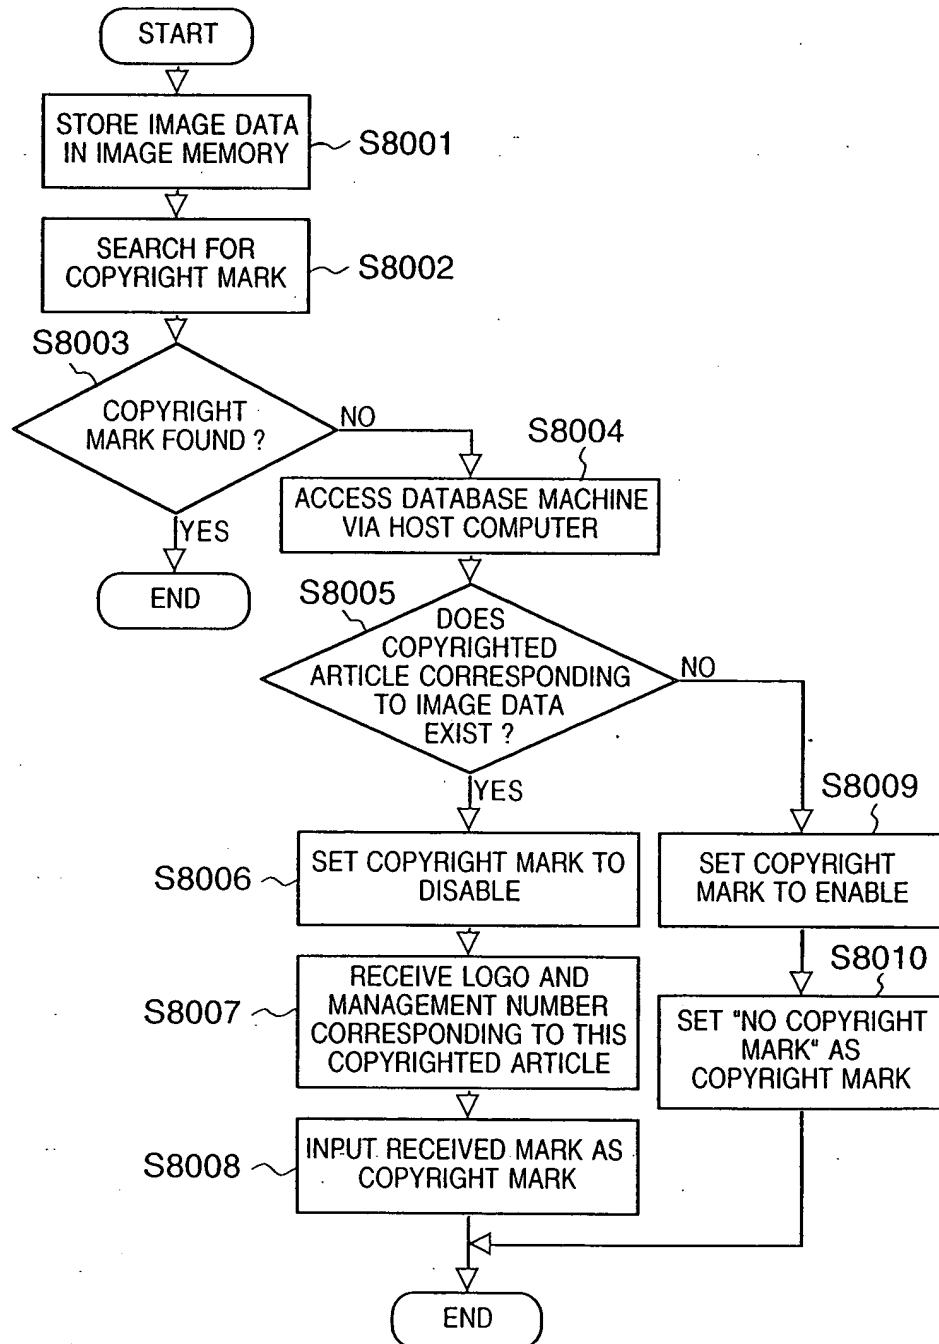 START
STORE IMAGE DATA
IN IMAGE MEMORY
S8001
SEARCH FOR
COPYRIGHT MARK
S8002
S8003
COPYRIGHT
MARK FOUND ?
NO
YES
END
S8004
ACCESS DATABASE MACHINE
VIA HOST COMPUTER
S8005
DOES
COPYRIGHTED
ARTICLE CORRESPONDING
TO IMAGE DATA
EXIST ?
NO
YES
S8006
SET COPYRIGHT MARK TO
DISABLE
S8007
RECEIVE LOGO AND
MANAGEMENT NUMBER
CORRESPONDING TO THIS
COPYRIGHTED ARTICLE
S8008
INPUT RECEIVED MARK AS
COPYRIGHT MARK
S8009
SET COPYRIGHT
MARK TO ENABLE
S8010
SET "NO COPYRIGHT
MARK" AS
COPYRIGHT MARK
END